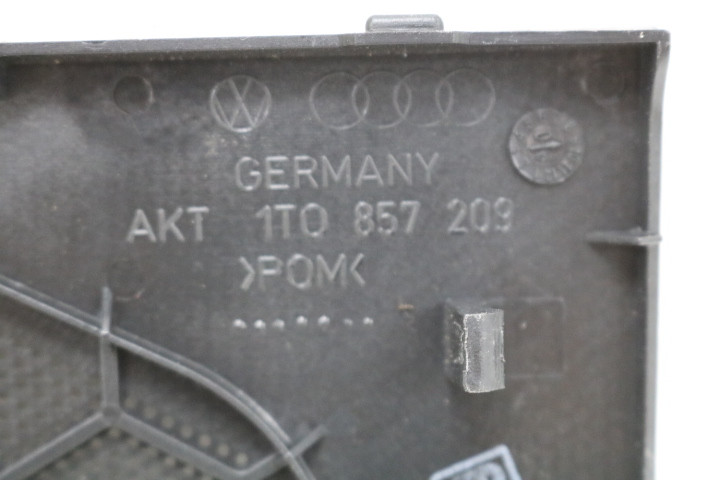 GERMANY
AKT 1T0 857 209
>POM<